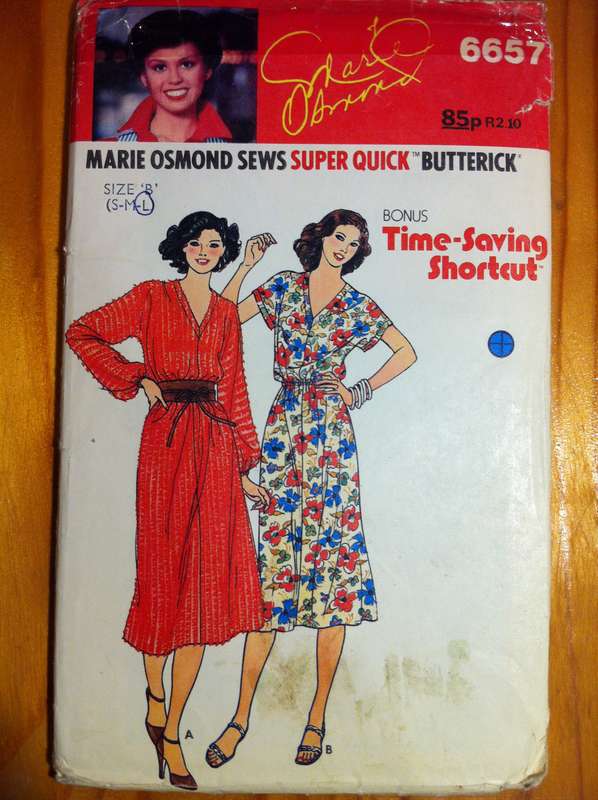 Marie
Osmond
6657
85p R2.10
MARIE OSMOND SEWS SUPER QUICK™ BUTTERICK®
SIZE 'B'
(S-M-L)
BONUS
Time-Saving
Shortcut™
A
B